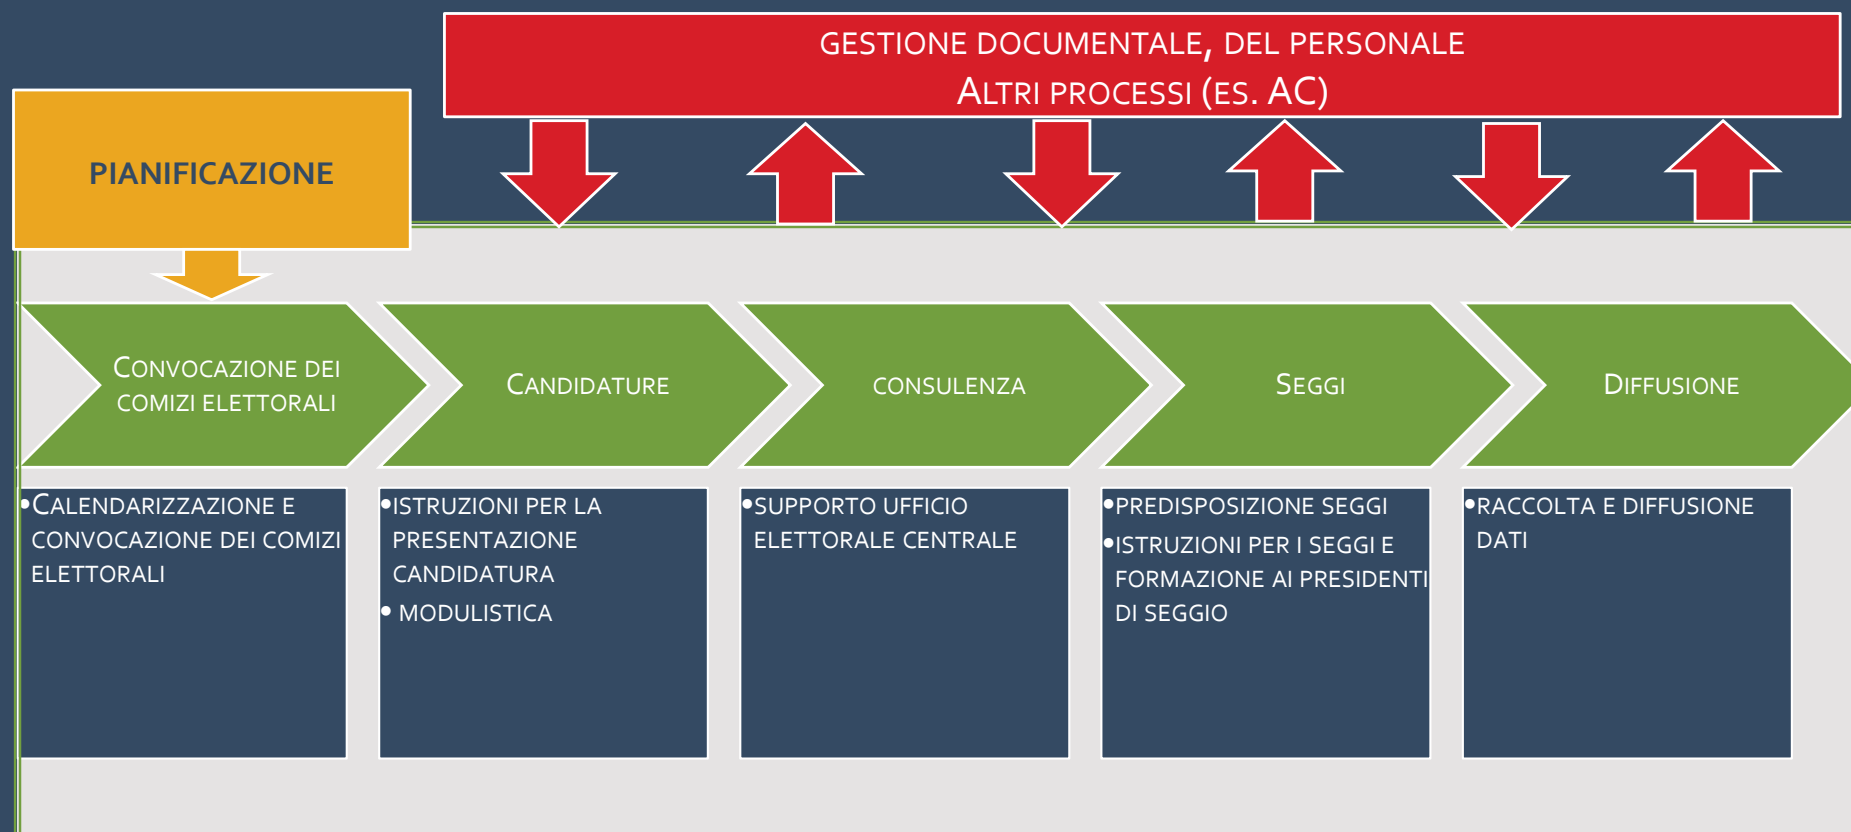 GESTIONE DOCUMENTALE, DEL PERSONALE
ALTRI PROCESSI (ES. AC)
PIANIFICAZIONE
CONVOCAZIONE DEI
COMIZI ELETTORALI
CANDIDATURE
CONSULENZA
SEGGI
DIFFUSIONE
•CALENDARIZZAZIONE E
CONVOCAZIONE DEI COMIZI
ELETTORALI
•ISTRUZIONI PER LA
PRESENTAZIONE
CANDIDATURA
• MODULISTICA
•SUPPORTO UFFICIO
ELETTORALE CENTRALE
•PREDISPOSIZIONE SEGGI
•ISTRUZIONI PER I SEGGI E
FORMAZIONE AI PRESIDENTI
DI SEGGIO
•RACCOLTA E DIFFUSIONE
DATI